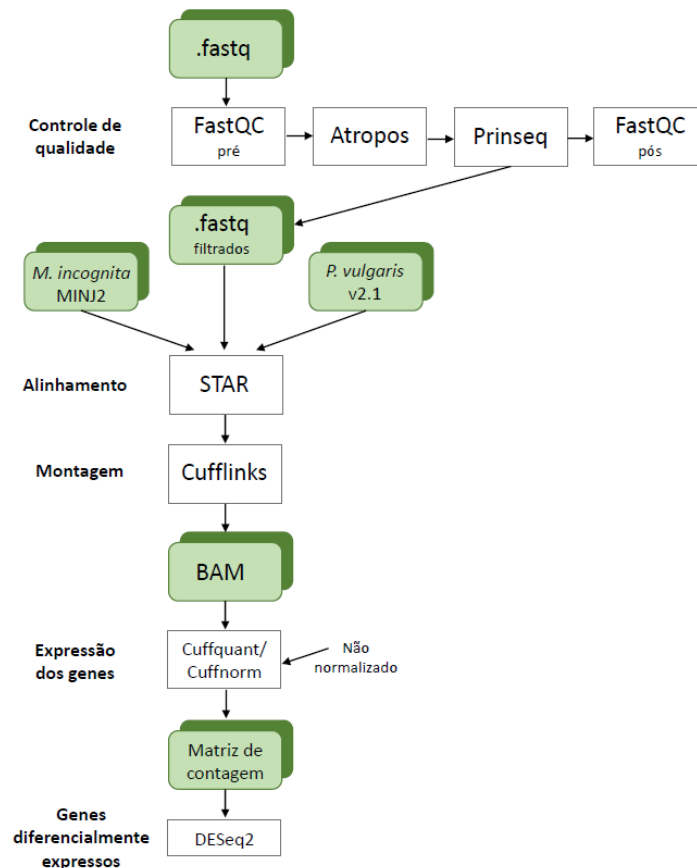 .fastq
Controle de
qualidade
FastQC
pré
Atropos
Prinseq
FastQC
pós
.fastq
filtrados
M. incognita
MINJ2
P. vulgaris
v2.1
Alinhamento
STAR
Montagem
Cufflinks
BAM
Expressão
dos genes
Cuffquant/
Cuffnorm
Não
normalizado
Matriz de
contagem
Genes
diferencialmente
expressos
DESeq2